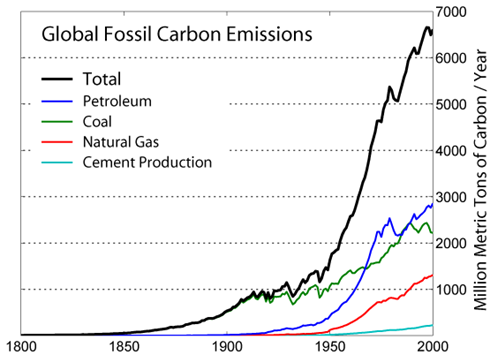 Global Fossil Carbon Emissions
Total
Petroleum
Coal
Natural Gas
Cement Production
7000
6000
5000
4000
3000
2000
1000
Million Metric Tons of Carbon / Year
1800
1850
1900
1950
2000